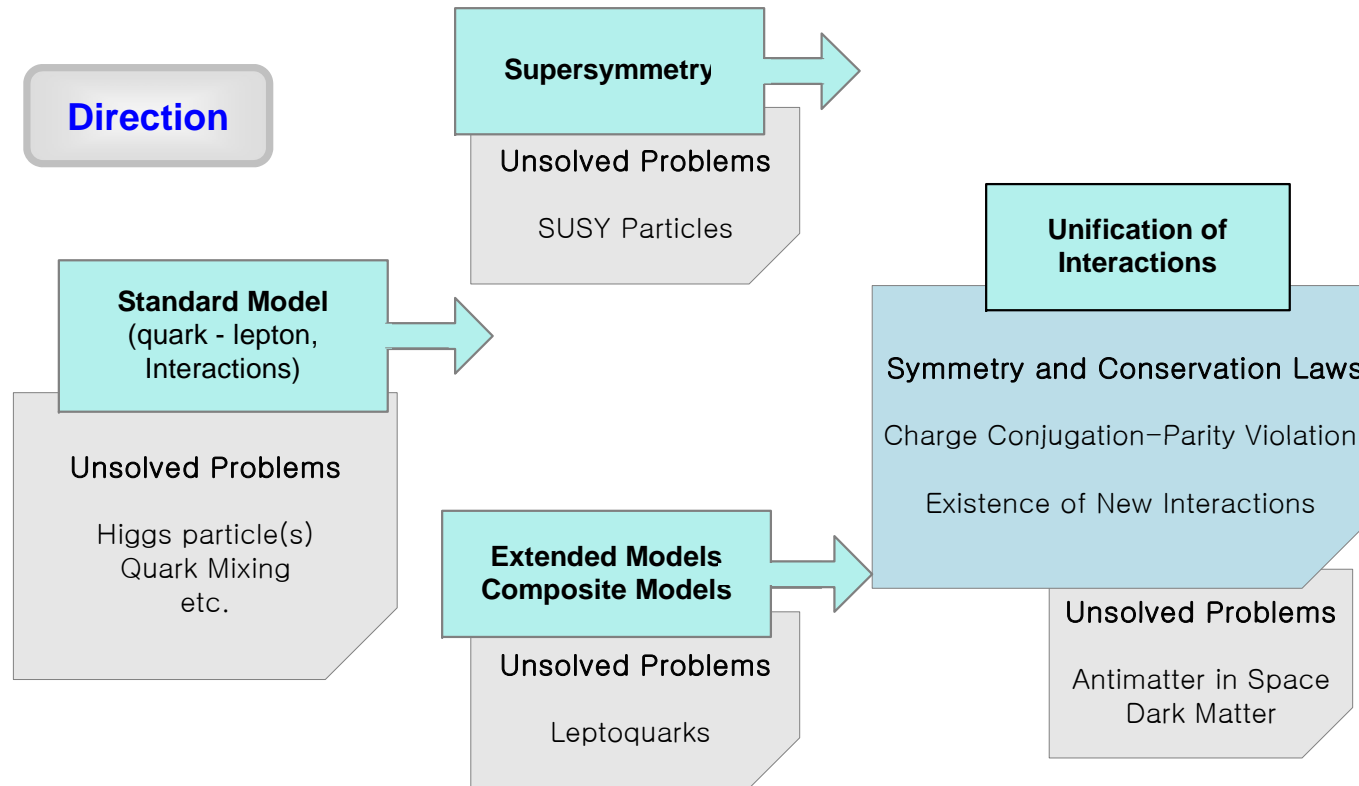 Direction
Supersymmetry
Unsolved Problems
SUSY Particles
Standard Model
(quark - lepton,
Interactions)
Unsolved Problems
Higgs particle(s)
Quark Mixing
etc.
Extended Models
Composite Models
Unsolved Problems
Leptoquarks
Unification of
Interactions
Symmetry and Conservation Laws
Charge Conjugation-Parity Violation
Existence of New Interactions
Unsolved Problems
Antimatter in Space
Dark Matter